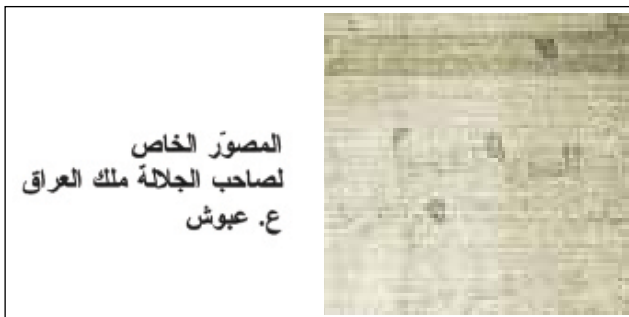 المصوّر الخاص
لصاحب الجلالة ملك العراق
ع. عبوش